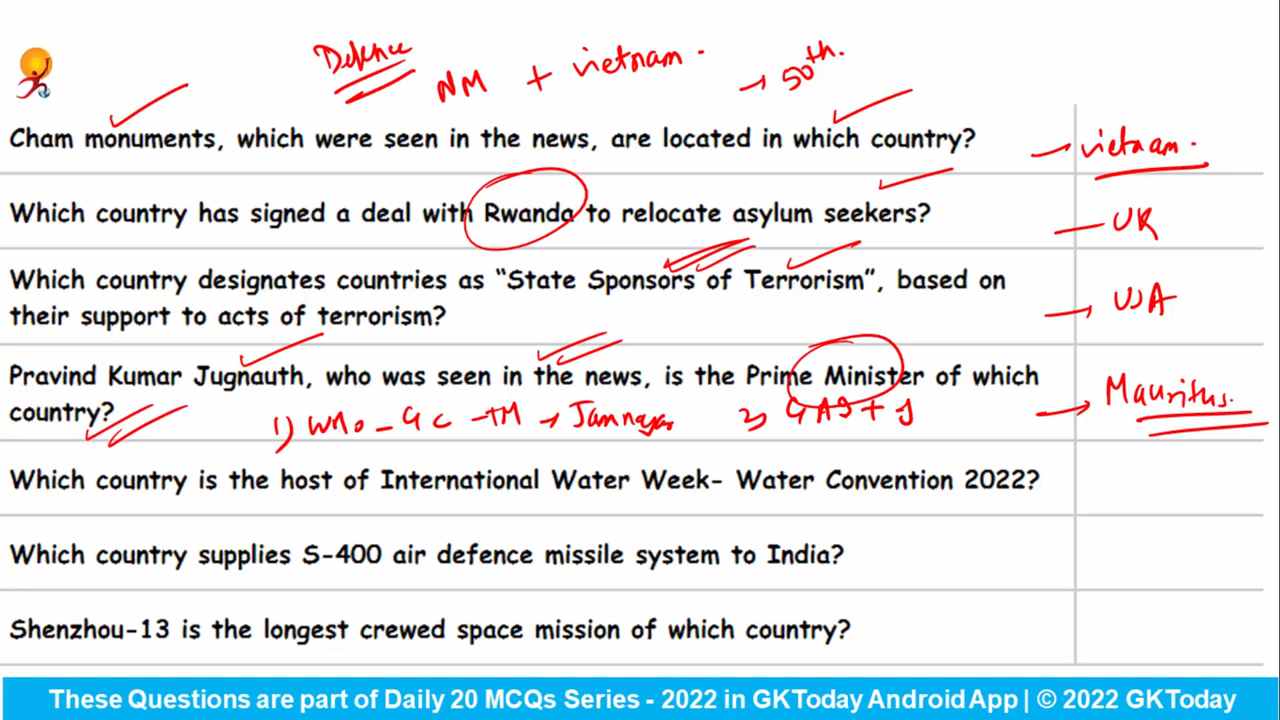 Defence
NM + vietnam. → 50th.
Cham monuments, which were seen in the news, are located in which country? → vietnam.
Which country has signed a deal with Rwanda to relocate asylum seekers? — UK
Which country designates countries as “State Sponsors of Terrorism”, based on
their support to acts of terrorism? → USA
Pravind Kumar Jugnauth, who was seen in the news, is the Prime Minister of which
country? → Mauritus.
1) WHO - GC - TM → Jamnagar 2)
Which country is the host of International Water Week- Water Convention 2022?
Which country supplies S-400 air defence missile system to India?
Shenzhou-13 is the longest crewed space mission of which country?
These Questions are part of Daily 20 MCQs Series - 2022 in GKToday Android App | © 2022 GKToday